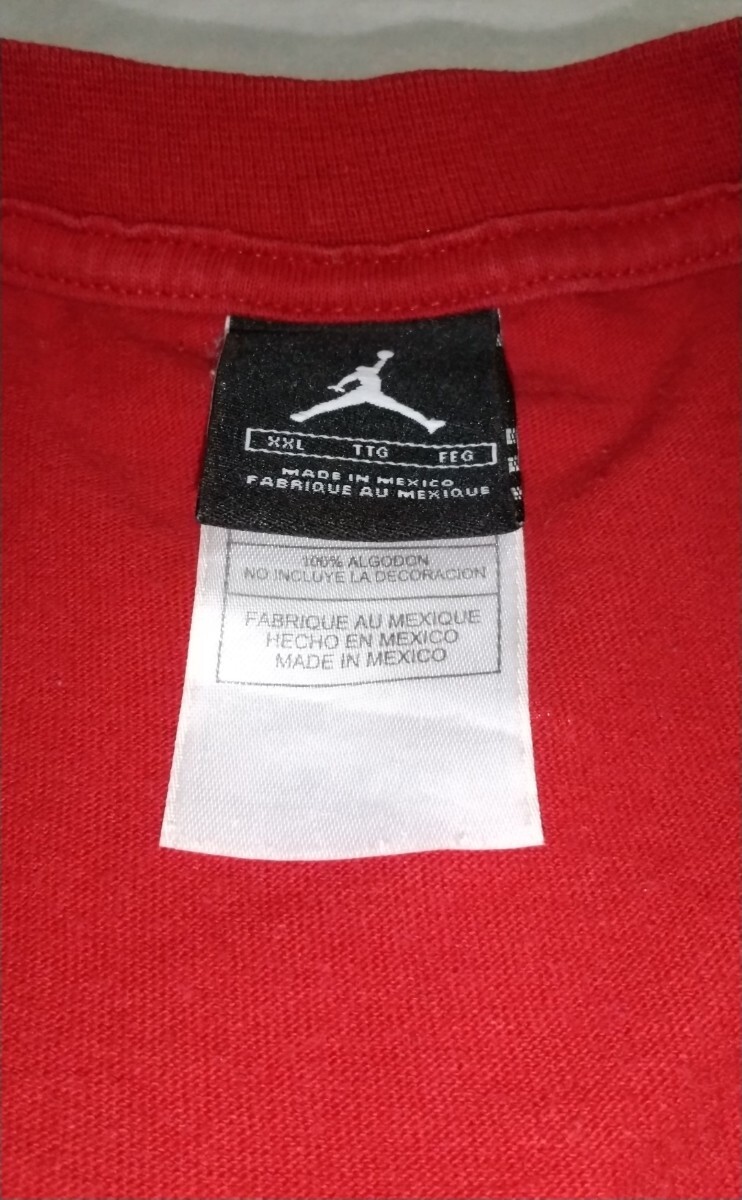 XXL TTG EEG
MADE IN MEXICO
FABRIQUE AU MEXIQUE
100% ALGODON
NO INCLUYE LA DECORACION
FABRIQUE AU MEXIQUE
HECHO EN MEXICO
MADE IN MEXICO